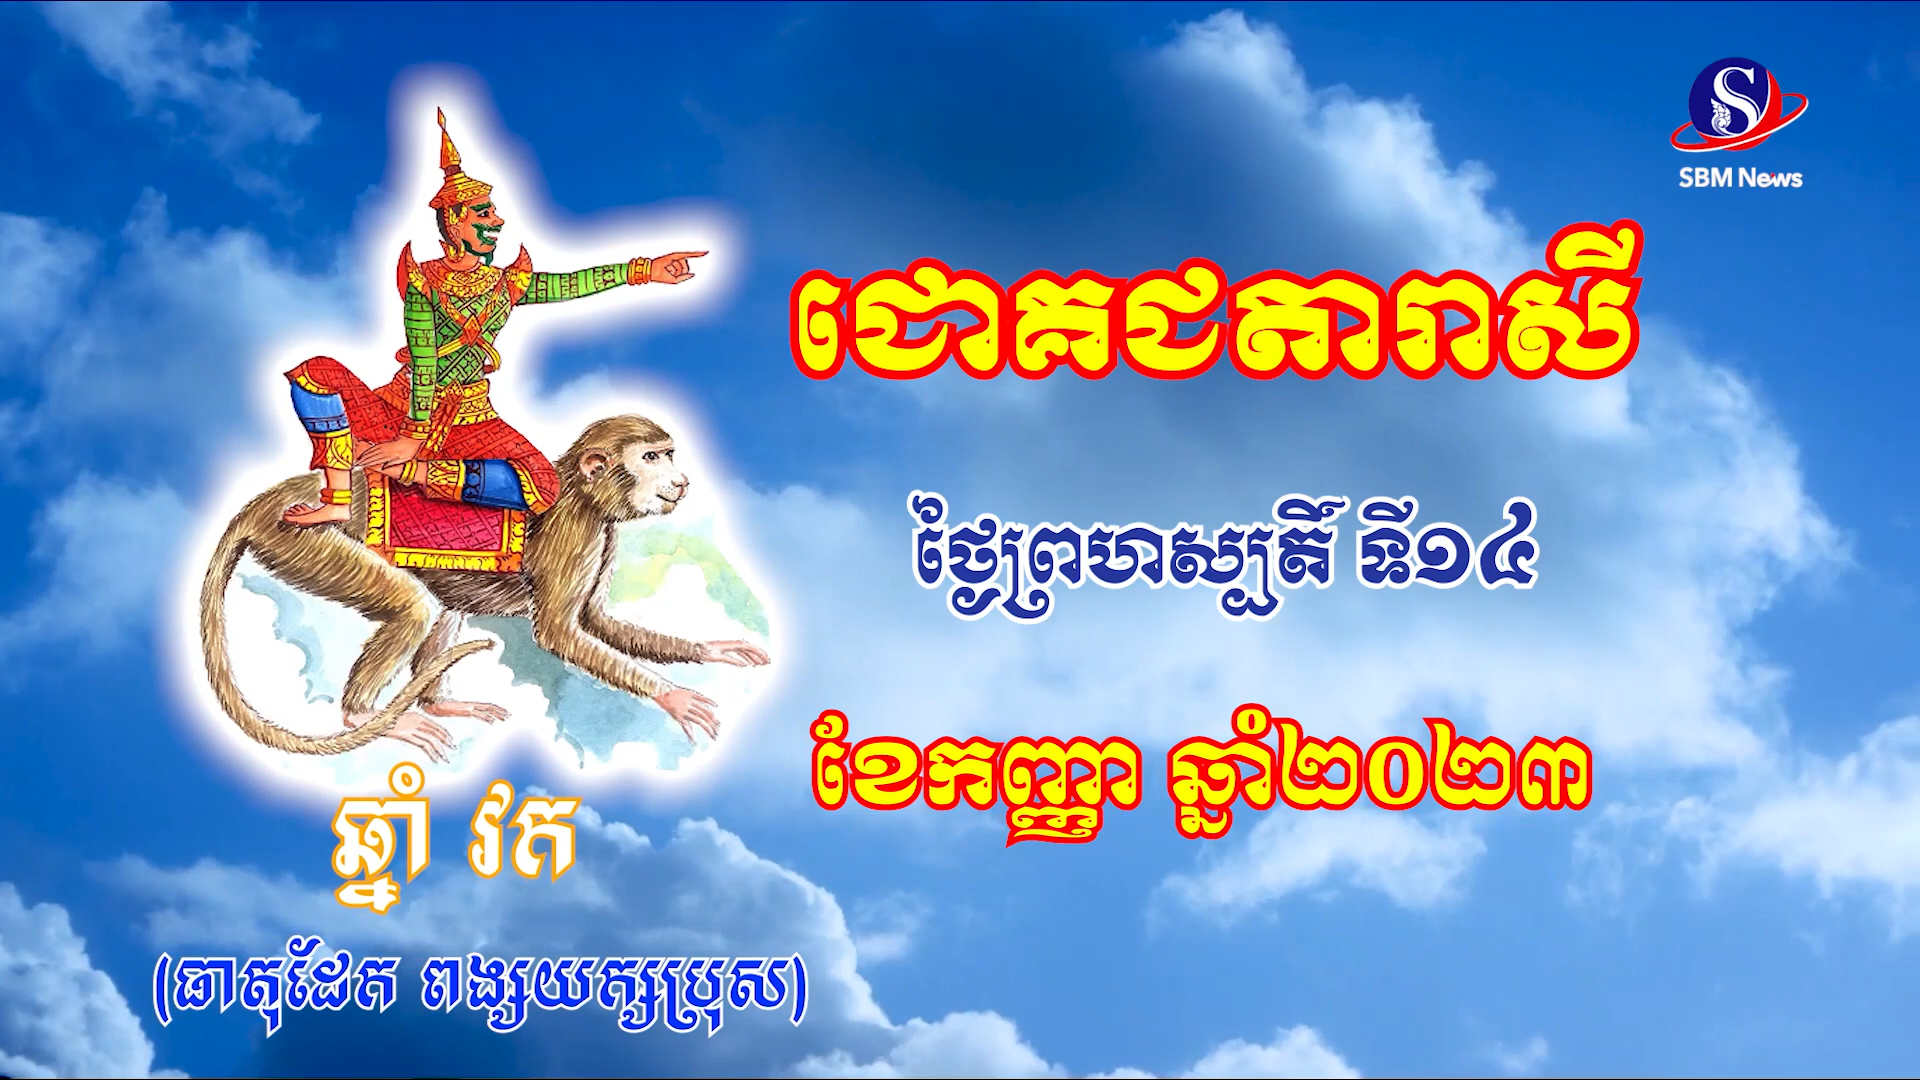 SBM News
ជោគជតារាសី
ថ្ងៃព្រហស្បតិ៍ ទី១៤
ខែកញ្ញា ឆ្នាំ២០២៣
ឆ្នាំ វក
(ធាតុដែក ពង្សយក្សប្រុស)